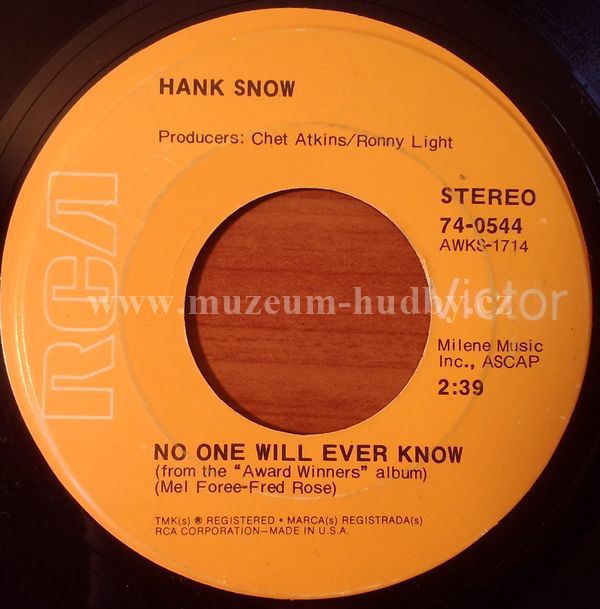 HANK SNOW
Producers: Chet Atkins/Ronny Light
RCA
STEREO
74-0544
AWKS-1714
www.muzeum-hudby.cz
Victor
Milene Music
Inc., ASCAP
2:39
NO ONE WILL EVER KNOW
(from the "Award Winners" album)
(Mel Foree-Fred Rose)
TMK(s) ® REGISTERED • MARCA(s) REGISTRADA(s)
RCA CORPORATION—MADE IN U.S.A.